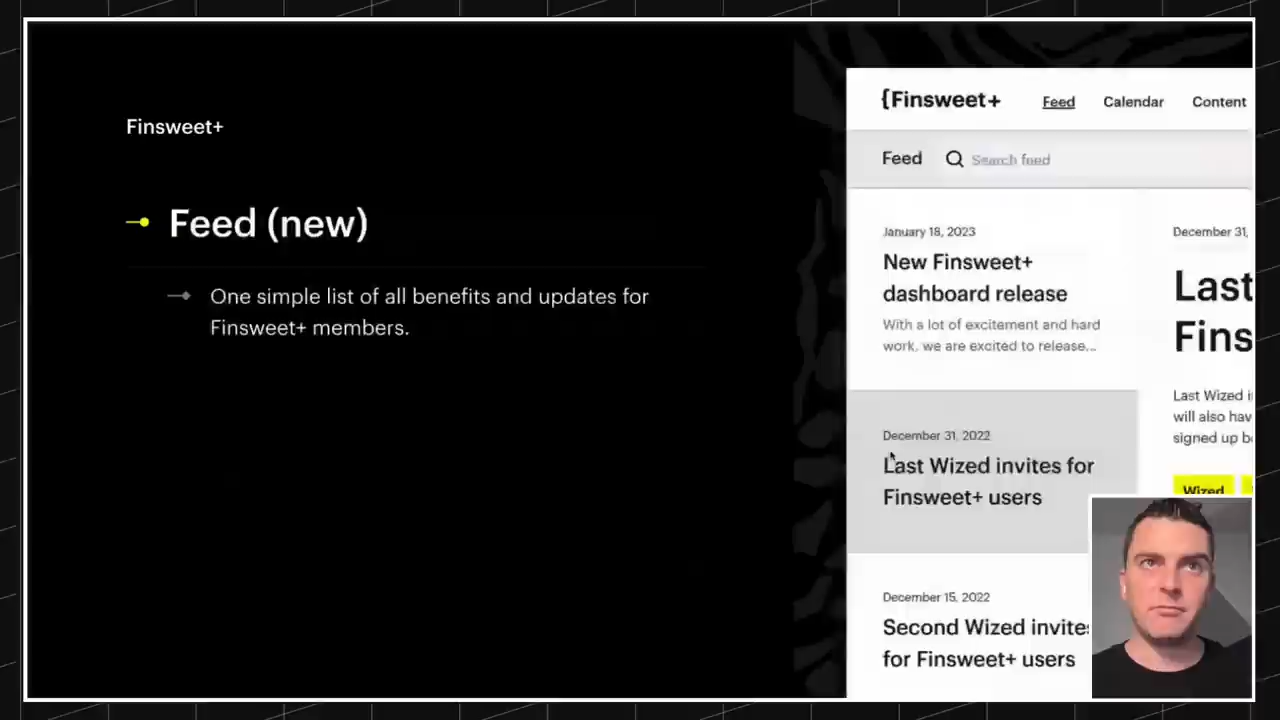 Finsweet+
Feed (new)
One simple list of all benefits and updates for
Finsweet+ members.
{Finsweet+
Feed
Calendar
Content
Feed
Search feed
January 18, 2023
New Finsweet+
dashboard release
With a lot of excitement and hard
work, we are excited to release...
December 31, 2022
Last Wized invites for
Finsweet+ users
December 15, 2022
Second Wized invites
for Finsweet+ users
December 31,
Last
Fins
Last Wized i
will also hav
signed up b
Wized